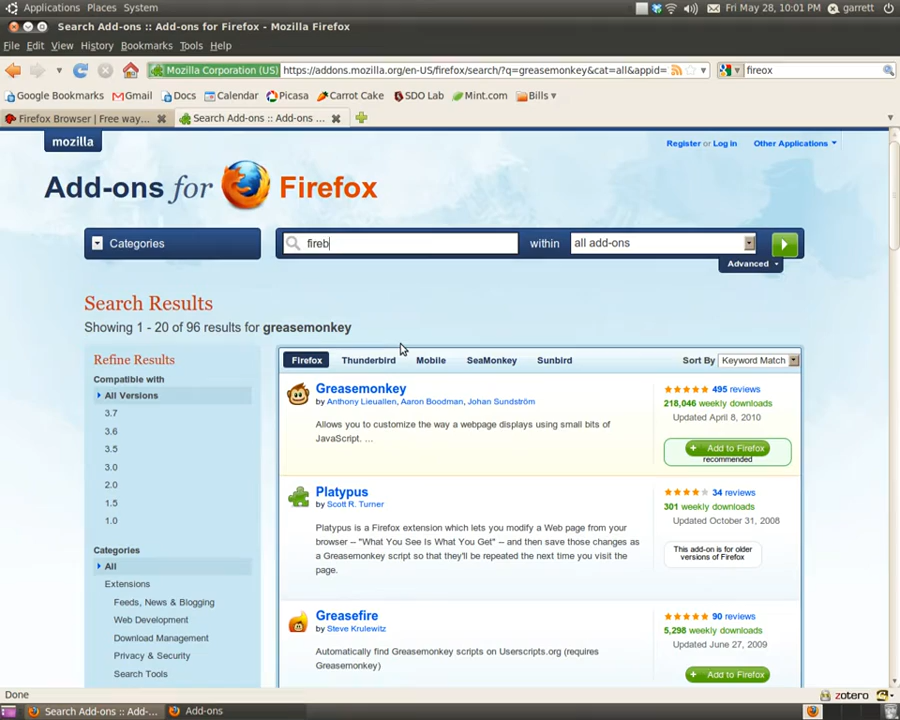 Applications Places System Fri May 28, 10:01 PM garrett
Search Add-ons :: Add-ons for Firefox - Mozilla Firefox
File Edit View History Bookmarks Tools Help
Mozilla Corporation (US) https://addons.mozilla.org/en-US/firefox/search/?q=greasemonkey&cat=all&appid= fireox
Google Bookmarks Gmail Docs Calendar Picasa Carrot Cake SDO Lab Mint.com Bills
Firefox Browser | Free way... Search Add-ons :: Add-ons ...
mozilla Register or Log in Other Applications
Add-ons for Firefox
Categories fireb within all add-ons
Advanced
Search Results
Showing 1 - 20 of 96 results for greasemonkey
Refine Results
Compatible with
All Versions
3.7
3.6
3.5
3.0
2.0
1.5
1.0
Categories
All
Extensions
Feeds, News & Blogging
Web Development
Download Management
Privacy & Security
Search Tools
Firefox Thunderbird Mobile SeaMonkey Sunbird Sort By Keyword Match
Greasemonkey
by Anthony Lieuallen, Aaron Boodman, Johan Sundström
Allows you to customize the way a webpage displays using small bits of
JavaScript. ...
495 reviews
218,046 weekly downloads
Updated April 8, 2010
+ Add to Firefox
recommended
Platypus
by Scott R. Turner
Platypus is a Firefox extension which lets you modify a Web page from your
browser -- "What You See Is What You Get" -- and then save those changes as
a Greasemonkey script so that they'll be repeated the next time you visit the
page.
34 reviews
301 weekly downloads
Updated October 31, 2008
This add-on is for older
versions of Firefox
Greasefire
by Steve Krulewitz
Automatically find Greasemonkey scripts on Userscripts.org (requires
Greasemonkey)
90 reviews
5,298 weekly downloads
Updated June 27, 2009
+ Add to Firefox
Done zotero
Search Add-ons :: Add-... Add-ons